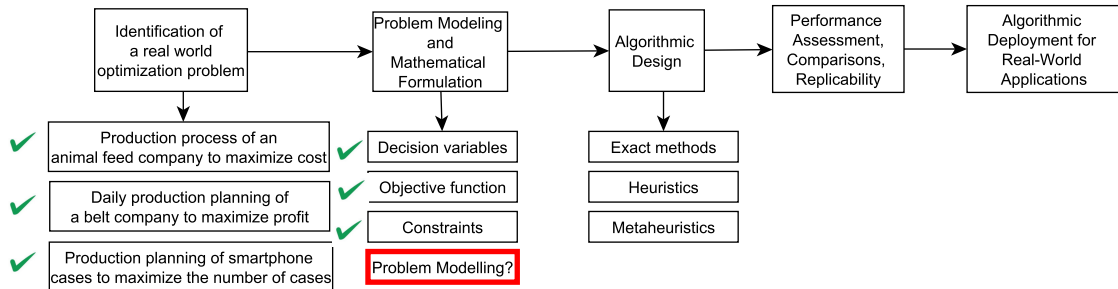 Identification of
a real world
optimization problem
Problem Modeling
and
Mathematical
Formulation
Algorithmic
Design
Performance
Assessment,
Comparisons,
Replicability
Algorithmic
Deployment for
Real-World
Applications
Production process of an
animal feed company to maximize cost
Daily production planning of
a belt company to maximize profit
Production planning of smartphone
cases to maximize the number of cases
Decision variables
Objective function
Constraints
Problem Modelling?
Exact methods
Heuristics
Metaheuristics